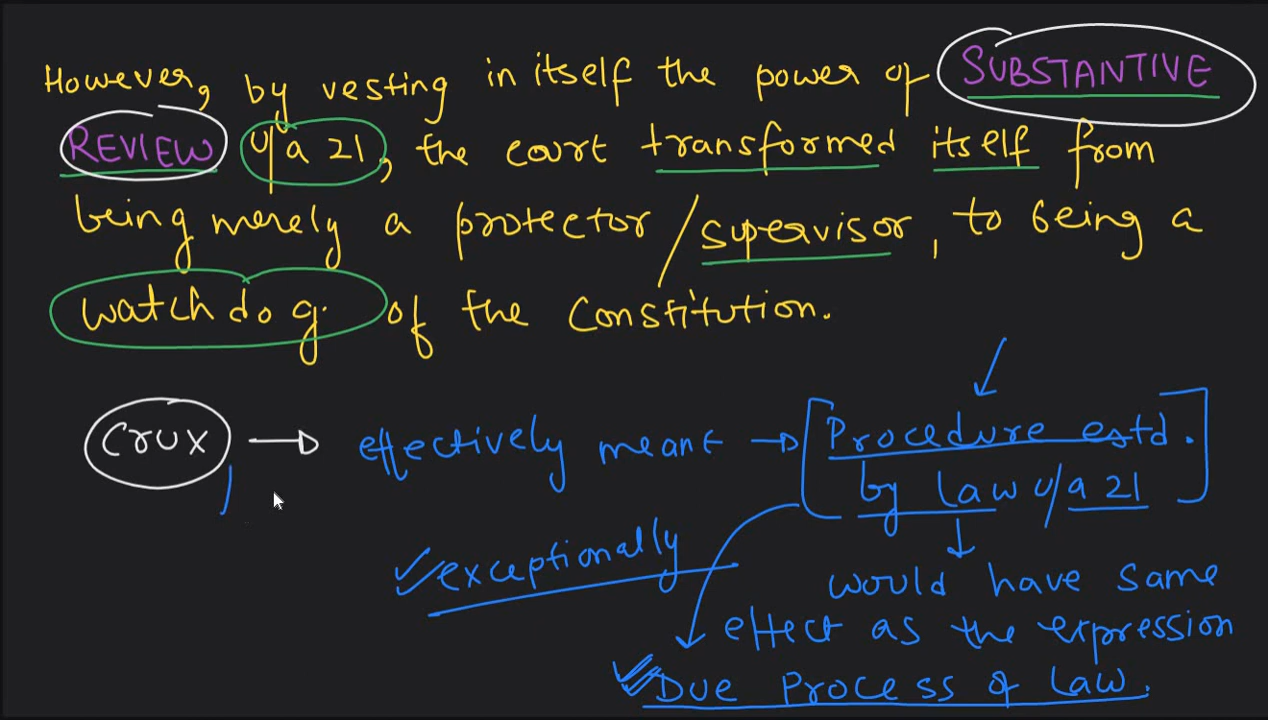 However, by vesting in itself the power of SUBSTANTIVE
REVIEW u/a 21, the court transformed itself from
being merely a protector/supervisor, to being a
watchdog of the Constitution.
Crux → effectively meant → [Procedure estd.
by law u/a 21]
✓exceptionally
would have same
effect as the expression
Due Process of Law.